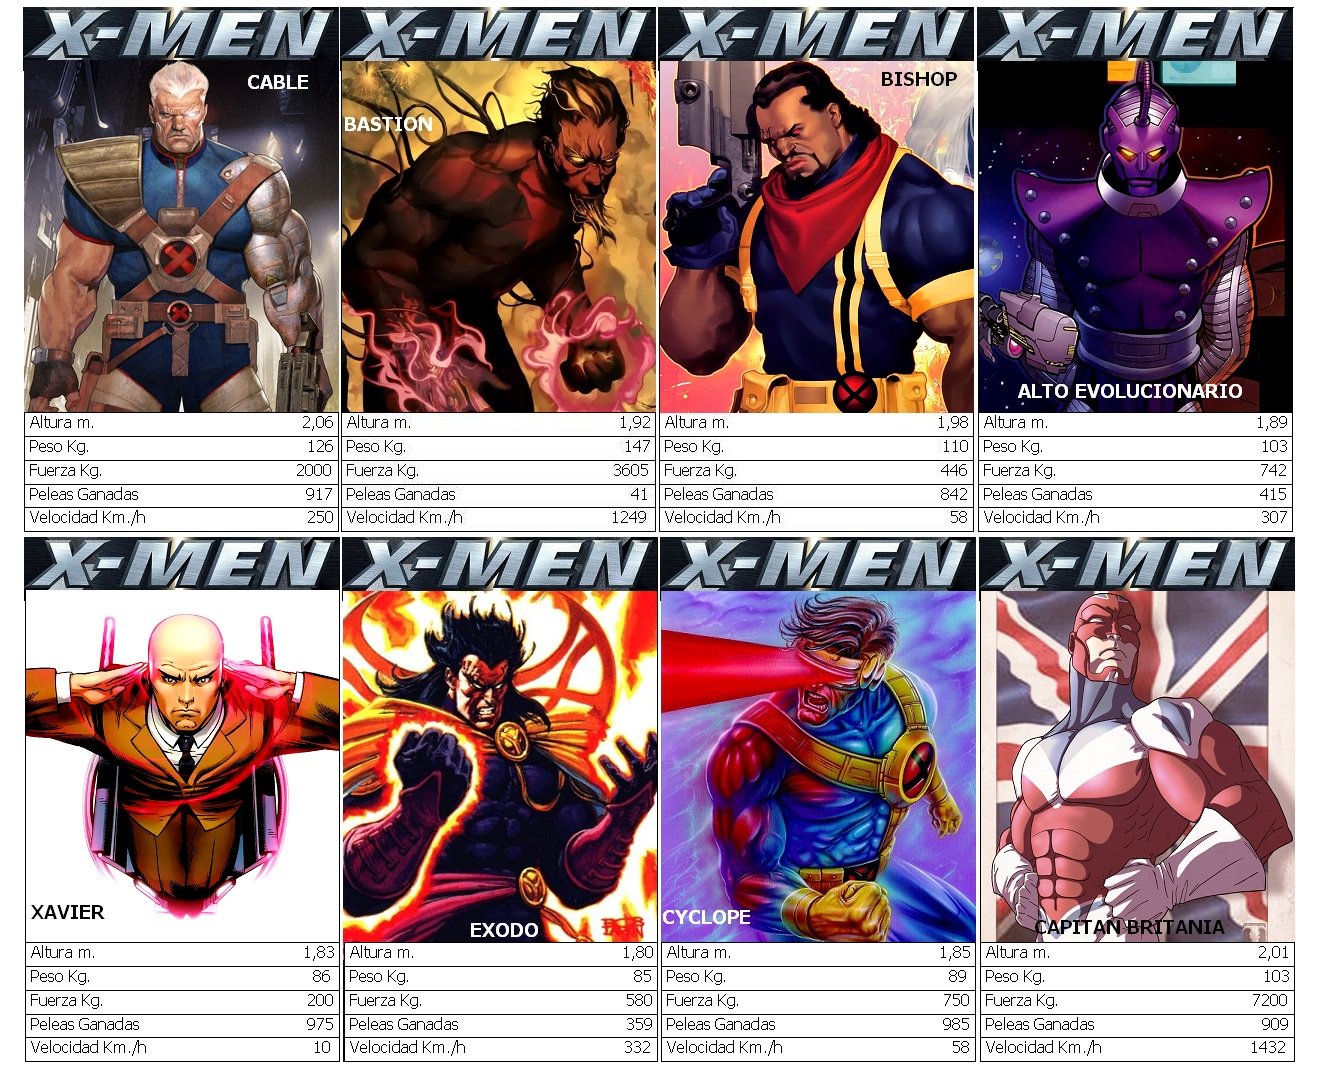 X-MEN
CABLE
Altura m. 2,06
Peso Kg. 126
Fuerza Kg. 2000
Peleas Ganadas 917
Velocidad Km./h 250
X-MEN
BASTION
Altura m. 1,92
Peso Kg. 147
Fuerza Kg. 3605
Peleas Ganadas 41
Velocidad Km./h 1249
X-MEN
BISHOP
Altura m. 1,98
Peso Kg. 110
Fuerza Kg. 446
Peleas Ganadas 842
Velocidad Km./h 58
X-MEN
ALTO EVOLUCIONARIO
Altura m. 1,89
Peso Kg. 103
Fuerza Kg. 742
Peleas Ganadas 415
Velocidad Km./h 307
X-MEN
XAVIER
Altura m. 1,83
Peso Kg. 86
Fuerza Kg. 200
Peleas Ganadas 975
Velocidad Km./h 10
X-MEN
EXODO
Altura m. 1,80
Peso Kg. 85
Fuerza Kg. 580
Peleas Ganadas 359
Velocidad Km./h 332
X-MEN
CYCLOPE
Altura m. 1,85
Peso Kg. 89
Fuerza Kg. 750
Peleas Ganadas 985
Velocidad Km./h 58
X-MEN
CAPITAN BRITANIA
Altura m. 2,01
Peso Kg. 103
Fuerza Kg. 7200
Peleas Ganadas 909
Velocidad Km./h 1432